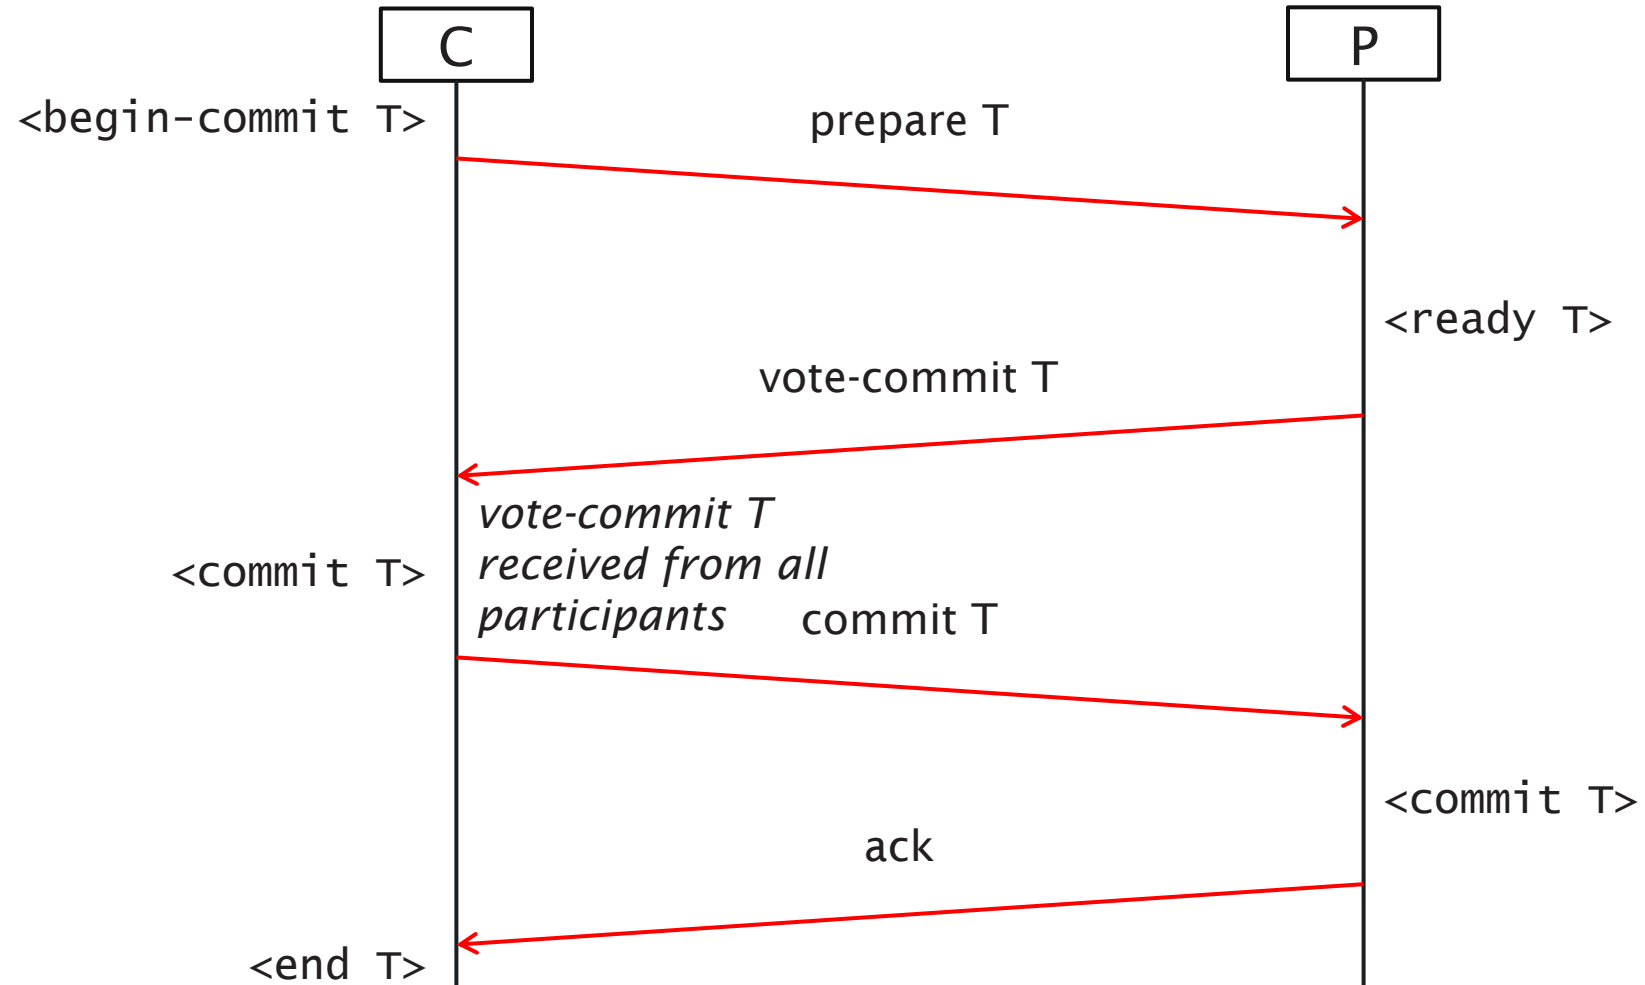 C
P
<begin-commit T>
prepare T
<ready T>
vote-commit T
vote-commit T
received from all
participants
<commit T>
commit T
<commit T>
ack
<end T>